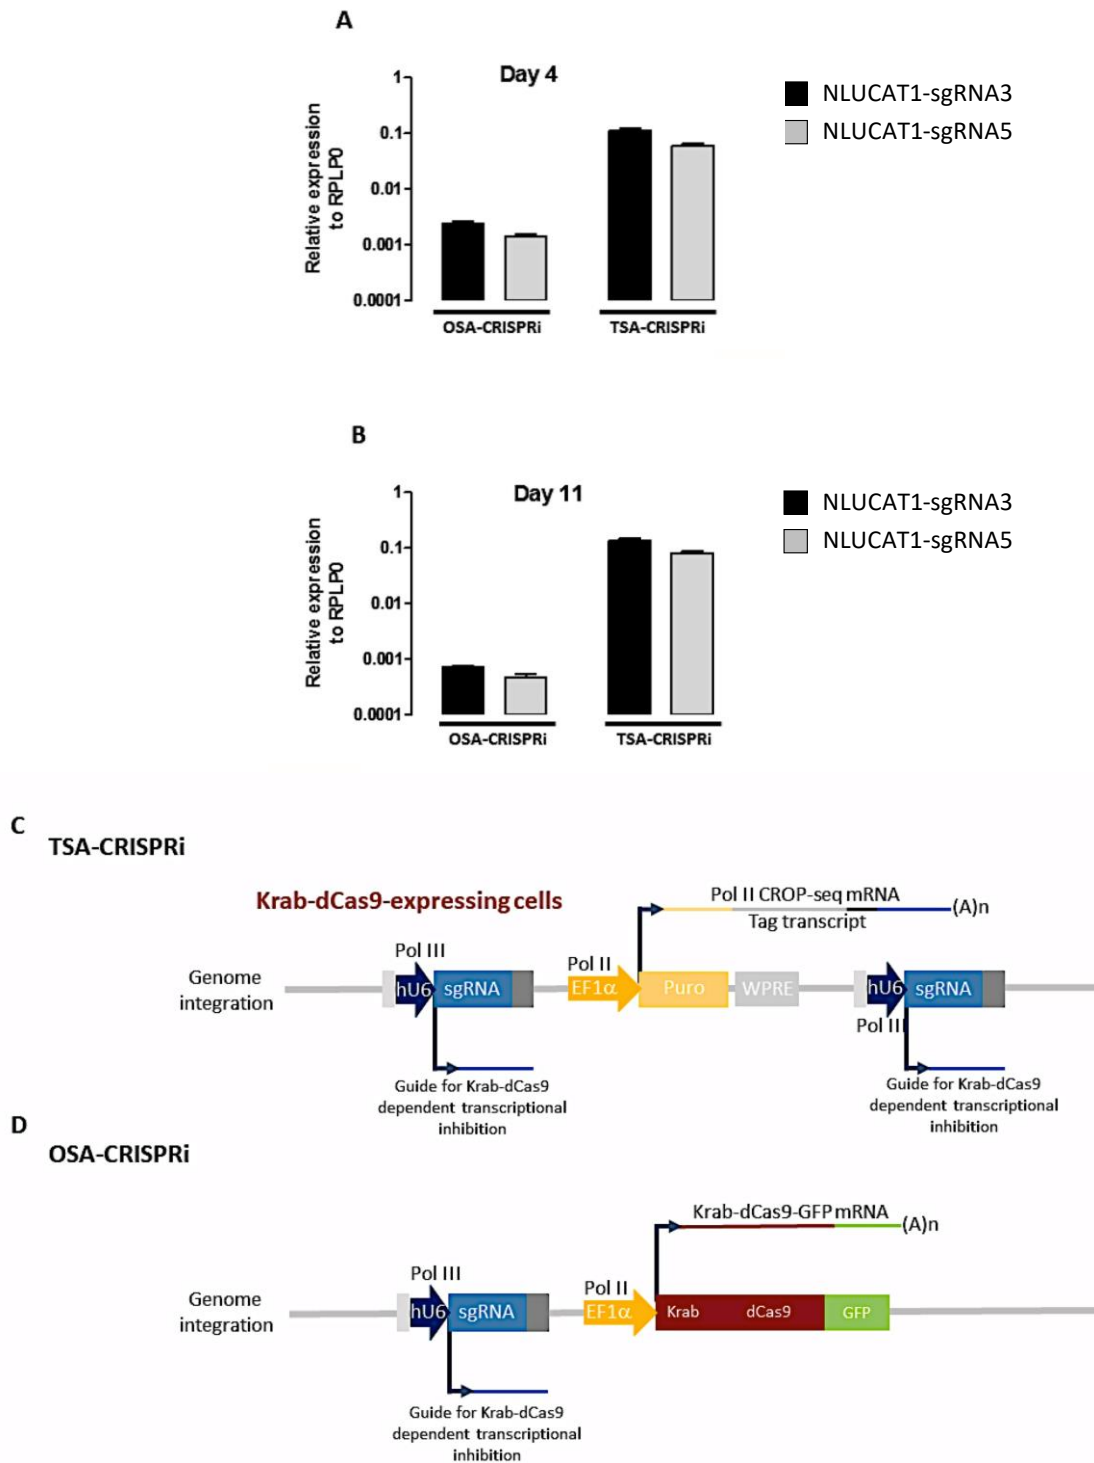 A
Day 4
NLUCAT1-sgRNA3
NLUCAT1-sgRNA5
Relative expression
to RPLP0
1
0.1
0.01
0.001
0.0001
OSA-CRISPRi
TSA-CRISPRi
B
Day 11
NLUCAT1-sgRNA3
NLUCAT1-sgRNA5
Relative expression
to RPLP0
1
0.1
0.01
0.001
0.0001
OSA-CRISPRi
TSA-CRISPRi
C
TSA-CRISPRi
Krab-dCas9-expressing cells
Pol II CROP-seq mRNA
(A)n
Tag transcript
Genome
integration
Pol III
hU6
sgRNA
Pol II
EF1α
Puro
WPRE
hU6
sgRNA
Pol III
Guide for Krab-dCas9
dependent transcriptional
inhibition
Guide for Krab-dCas9
dependent transcriptional
inhibition
D
OSA-CRISPRi
Krab-dCas9-GFP mRNA
(A)n
Genome
integration
Pol III
hU6
sgRNA
Pol II
EF1α
Krab
dCas9
GFP
Guide for Krab-dCas9
dependent transcriptional
inhibition